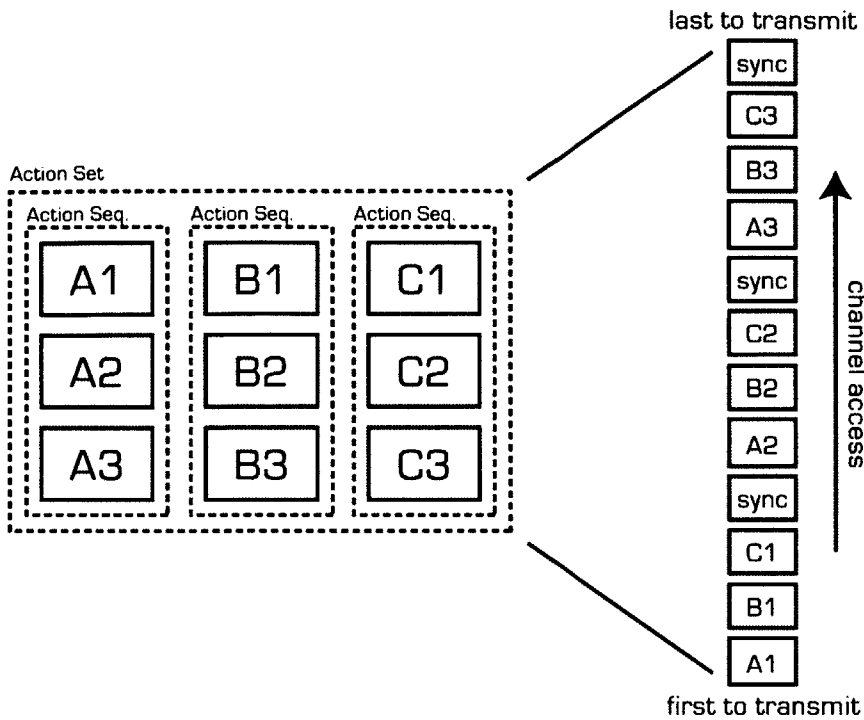 Action Set
Action Seq.
Action Seq.
Action Seq.
A1
B1
C1
A2
B2
C2
A3
B3
C3
last to transmit
sync
C3
B3
A3
sync
C2
B2
A2
sync
C1
B1
A1
first to transmit
channel access